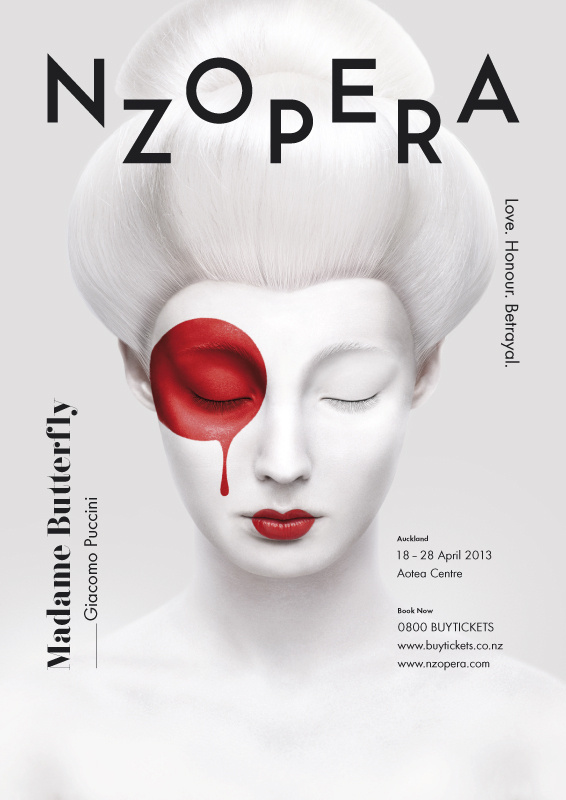 NZOPERA
Love. Honour. Betrayal.
Madame Butterfly
Giacomo Puccini
Auckland
18 – 28 April 2013
Aotea Centre
Book Now
0800 BUYTICKETS
www.buytickets.co.nz
www.nzopera.com